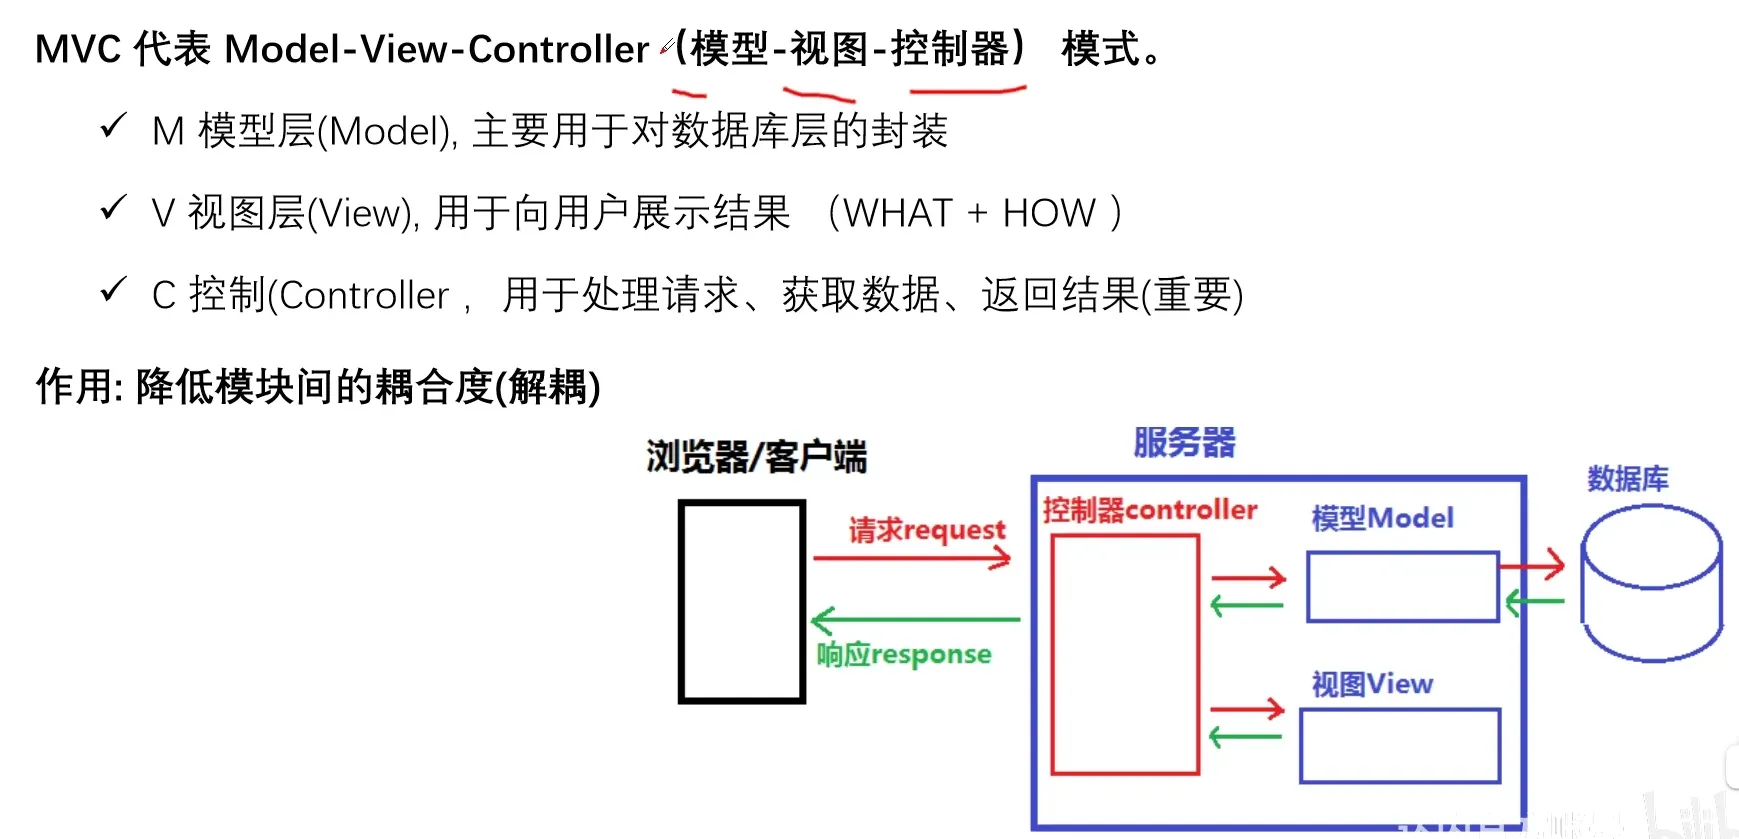 MVC 代表 Model-View-Controller（模型-视图-控制器） 模式。
✓ M 模型层(Model), 主要用于对数据库层的封装
✓ V 视图层(View), 用于向用户展示结果 （WHAT + HOW ）
✓ C 控制(Controller ， 用于处理请求、获取数据、返回结果(重要)
作用: 降低模块间的耦合度(解耦)
浏览器/客户端
服务器
数据库
请求request
控制器controller
模型Model
响应response
视图View